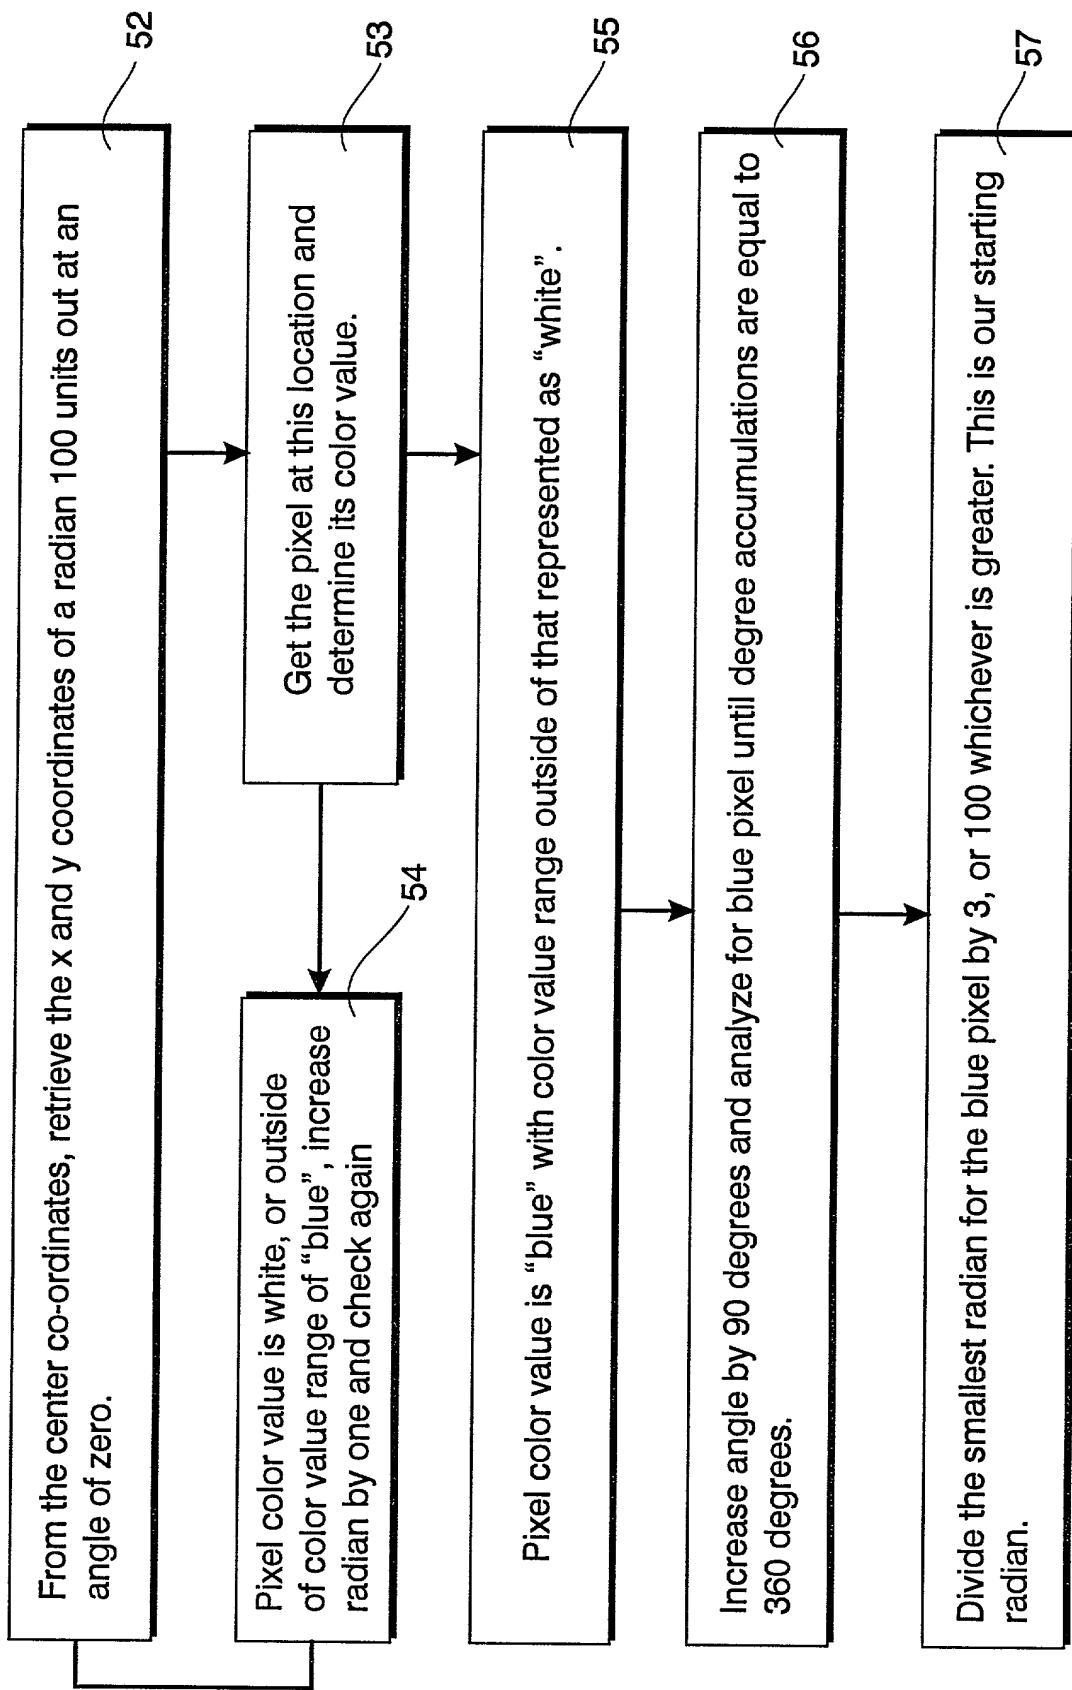 52
From the center co-ordinates, retrieve the x and y coordinates of a radian 100 units out at an
angle of zero.
53
Get the pixel at this location and
determine its color value.
54
Pixel color value is white, or outside
of color value range of “blue”, increase
radian by one and check again
55
Pixel color value is “blue” with color value range outside of that represented as “white”.
56
Increase angle by 90 degrees and analyze for blue pixel until degree accumulations are equal to
360 degrees.
57
Divide the smallest radian for the blue pixel by 3, or 100 whichever is greater. This is our starting
radian.